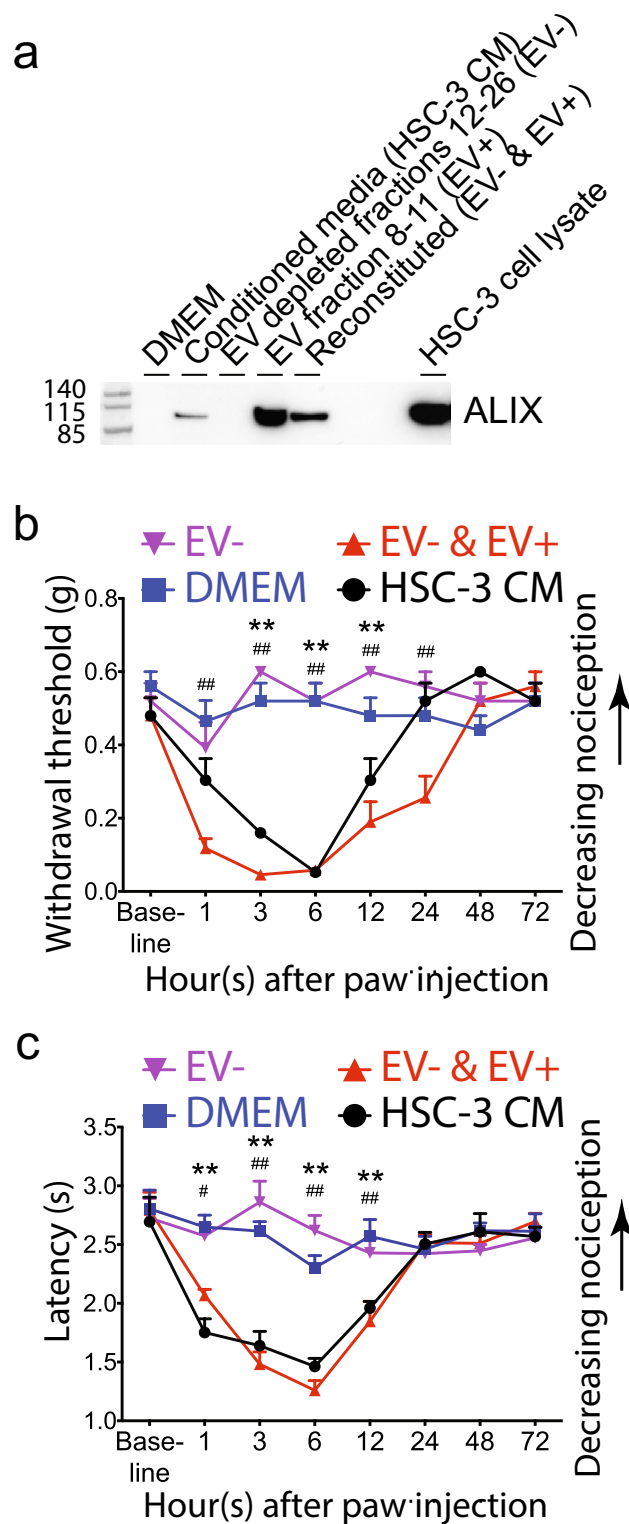 a
DMEM
Conditioned media (HSC-3 CM)
EV depleted fractions 12-26 (EV-)
EV fraction 8-11 (EV+)
Reconstituted (EV- & EV+)
HSC-3 cell lysate
140
115
85
ALIX
b
EV-
EV- & EV+
DMEM
HSC-3 CM
Withdrawal threshold (g)
0.8
0.6
0.4
0.2
0.0
## ** ## ** ## ** ## ##
Base-line 1 3 6 12 24 48 72
Hour(s) after paw injection
Decreasing nociception
c
EV-
EV- & EV+
DMEM
HSC-3 CM
Latency (s)
3.5
3.0
2.5
2.0
1.5
1.0
** # ** ## ** ## ** ##
Base-line 1 3 6 12 24 48 72
Hour(s) after paw injection
Decreasing nociception